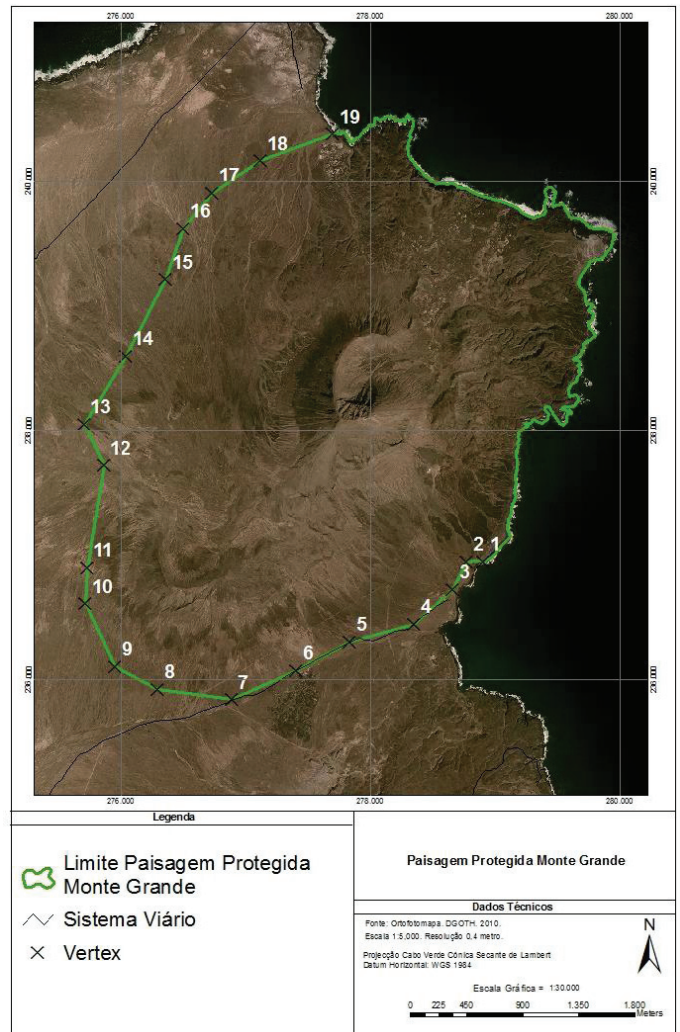 276.000 278.000 280.000
19
18
240.000 240.000
17
16
15
14
13
238.000 238.000
12
2 1
11
3
10
4
5
9
6
236.000 236.000
8
7
276.000 278.000 280.000
Legenda
Limite Paisagem Protegida
Monte Grande
Sistema Viário
Vertex
Paisagem Protegida Monte Grande
Dados Técnicos
Fonte: Ortofotomapa. DGOTH. 2010.
Escala 1:5,000. Resolução 0,4 metro.
Projecção Cabo Verde Cónica Secante de Lambert
Datum Horizontal: WGS 1984
N
Escala Gráfica = 1:30.000
0 225 450 900 1.350 1.800
Meters